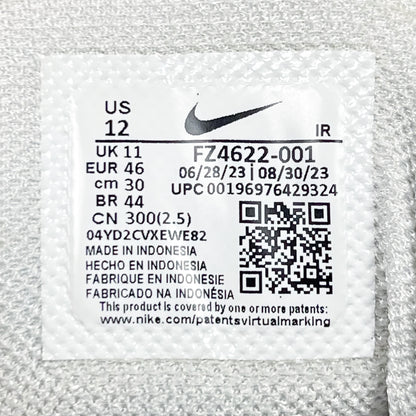 US
12
IR
UK 11
FZ4622-001
EUR 46
06/28/23 | 08/30/23
cm 30
UPC 00196976429324
BR 44
CN 300(2.5)
04YD2CVXEWE82
MADE IN INDONESIA
HECHO EN INDONESIA
FABRIQUE EN INDONESIE
FABRICADO NA INDONÉSIA
This product is covered by one or more patents:
www.nike.com/patentsvirtualmarking